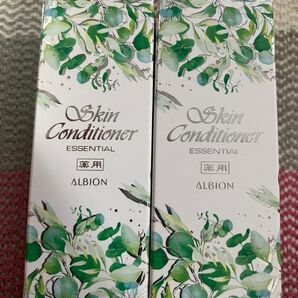 Skin
Conditioner
ESSENTIAL
薬用
ALBION
Skin
Conditioner
ESSENTIAL
薬用
ALBION